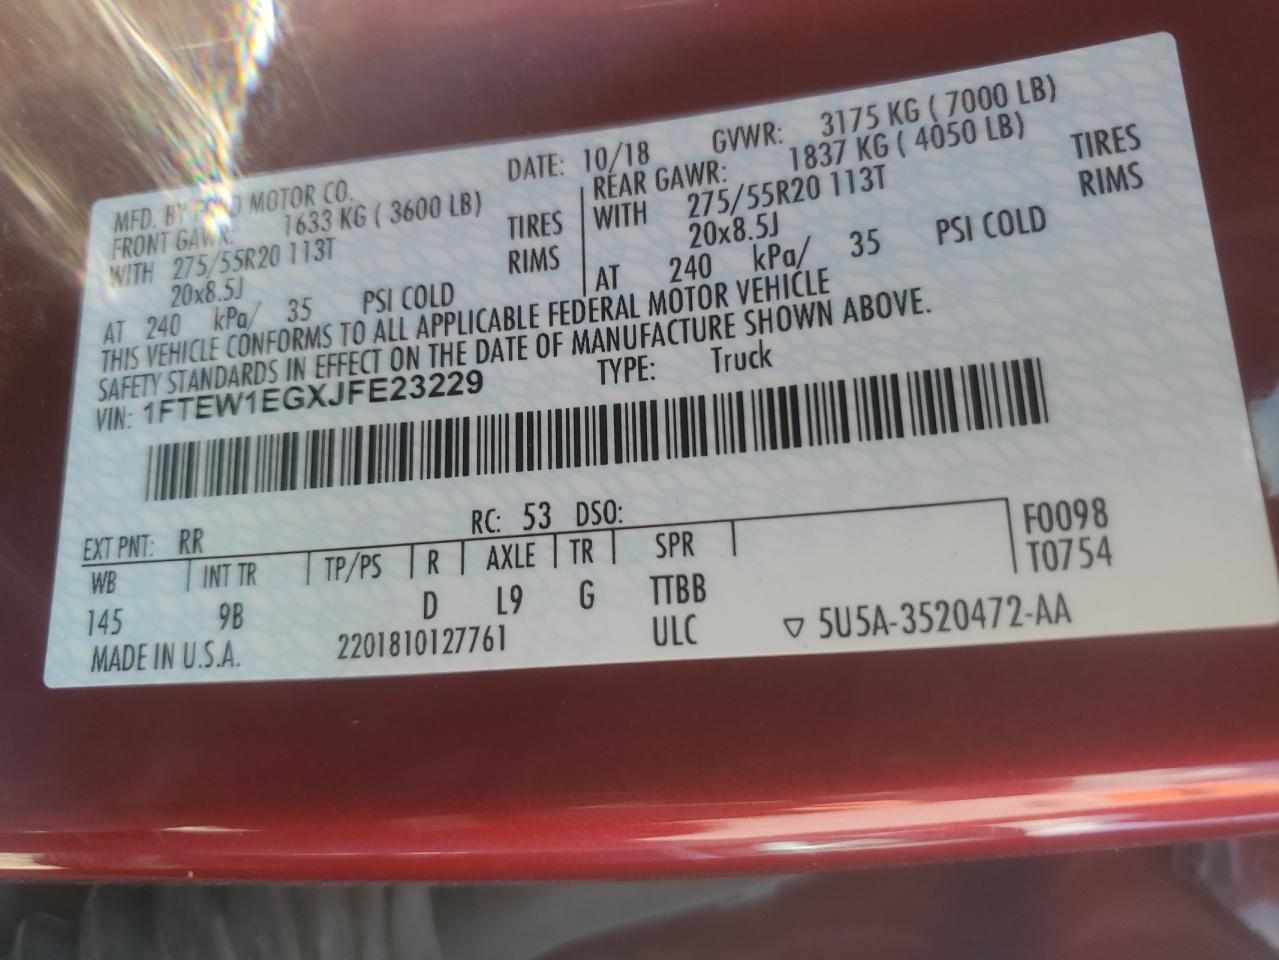 MFD. BY FORD MOTOR CO. DATE: 10/18 GVWR: 3175 KG ( 7000 LB)
FRONT GAWR: 1633 KG ( 3600 LB)
WITH 275/55R20 113T TIRES
20x8.5J RIMS
AT 240 kPa/ 35 PSI COLD
REAR GAWR: 1837 KG ( 4050 LB)
WITH 275/55R20 113T TIRES
20x8.5J RIMS
AT 240 kPa/ 35 PSI COLD
THIS VEHICLE CONFORMS TO ALL APPLICABLE FEDERAL MOTOR VEHICLE
SAFETY STANDARDS IN EFFECT ON THE DATE OF MANUFACTURE SHOWN ABOVE.
VIN: 1FTEW1EGXJFE23229 TYPE: Truck
EXT PNT: RR RC: 53 DSO:
WB INT TR TP/PS R AXLE TR SPR
145 9B D L9 G TTBB
F0098
T0754
MADE IN U.S.A. 2201810127761 ULC ▽ 5U5A-3520472-AA